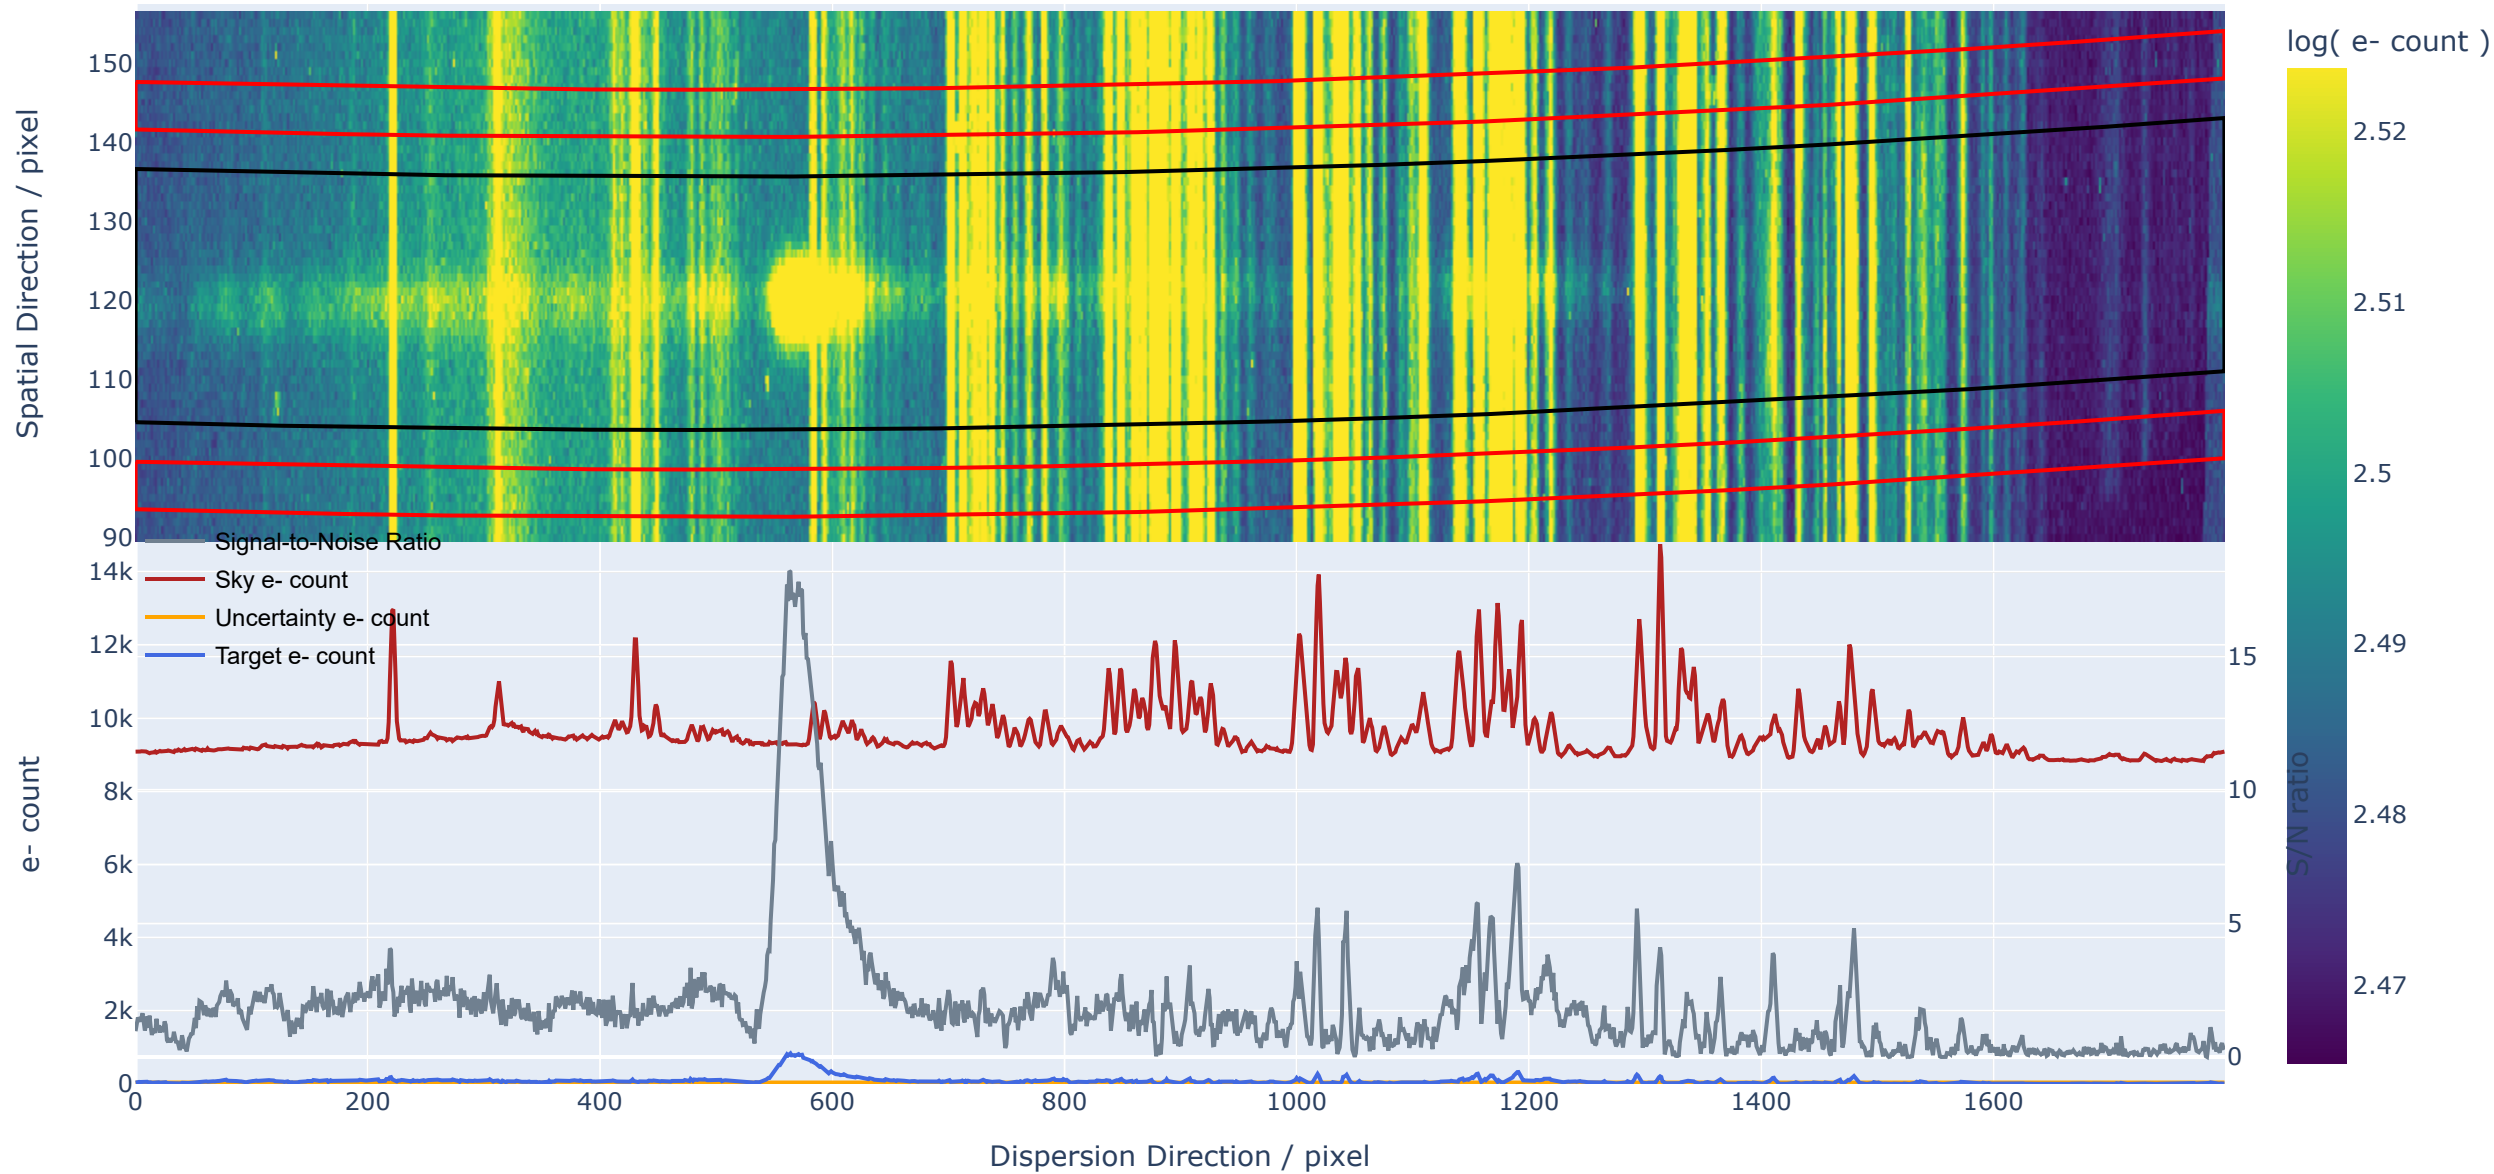 log( e- count )
150
140
130
120
110
100
90
Spatial Direction / pixel
2.52
2.51
2.5
2.49
2.48
2.47
Signal-to-Noise Ratio
Sky e- count
Uncertainty e- count
Target e- count
14k
12k
10k
8k
6k
4k
2k
0
e- count
15
10
5
0
S/N ratio
0
200
400
600
800
1000
1200
1400
1600
Dispersion Direction / pixel